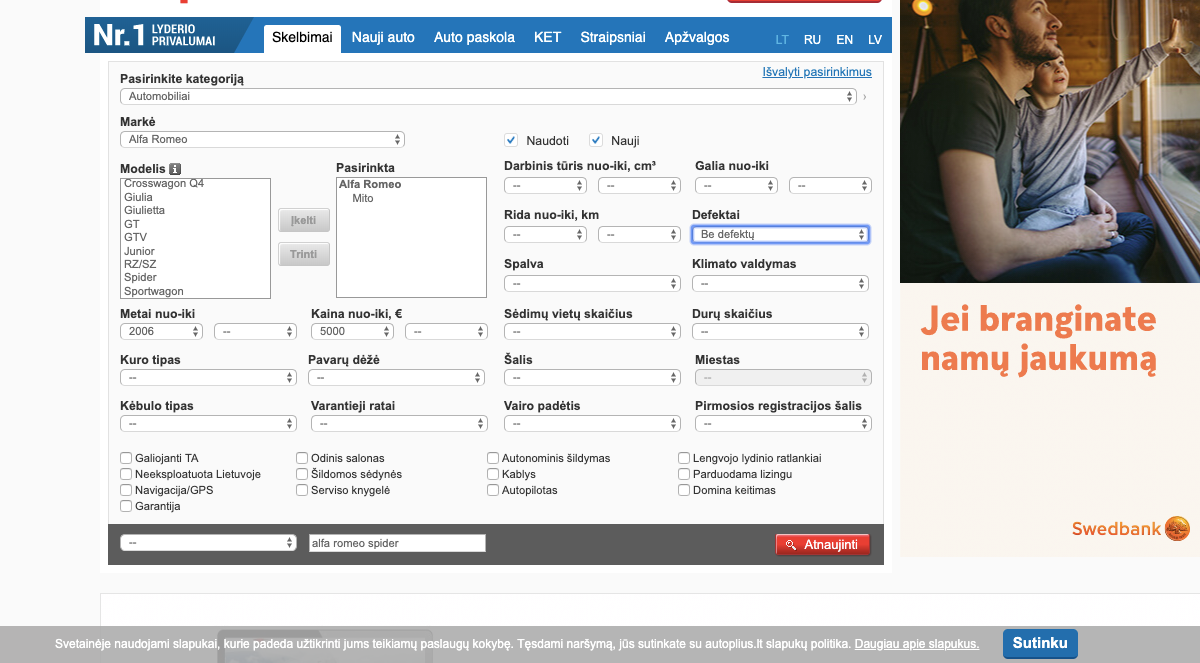 Nr.1 LYDERIO PRIVALUMAI
Skelbimai Nauji auto Auto paskola KET Straipsniai Apžvalgos LT RU EN LV
Išvalyti pasirinkimus
Pasirinkite kategoriją
Automobiliai
Markė
Alfa Romeo
Naudoti Nauji
Modelis i
Crosswagon Q4
Giulia
Giulietta
GT
GTV
Junior
RZ/SZ
Spider
Sportwagon
Įkelti
Trinti
Pasirinkta
Alfa Romeo
Mito
Darbinis tūris nuo-iki, cm³ Galia nuo-iki
-- -- -- --
Rida nuo-iki, km Defektai
-- -- Be defektų
Spalva Klimato valdymas
-- --
Metai nuo-iki Kaina nuo-iki, € Sėdimų vietų skaičius Durų skaičius
2006 -- 5000 -- -- --
Kuro tipas Pavarų dėžė Šalis Miestas
-- -- -- --
Kėbulo tipas Varantieji ratai Vairo padėtis Pirmosios registracijos šalis
-- -- -- --
Galiojanti TA Odinis salonas Autonominis šildymas Lengvojo lydinio ratlankiai
Neeksploatuota Lietuvoje Šildomos sėdynės Kablys Parduodama lizingu
Navigacija/GPS Serviso knygelė Autopilotas Domina keitimas
Garantija
-- alfa romeo spider Atnaujinti
Jei branginate
namų jaukumą
Swedbank
Svetainėje naudojami slapukai, kurie padeda užtikrinti jums teikiamų paslaugų kokybę. Tęsdami naršymą, jūs sutinkate su autoplius.lt slapukų politika. Daugiau apie slapukus. Sutinku